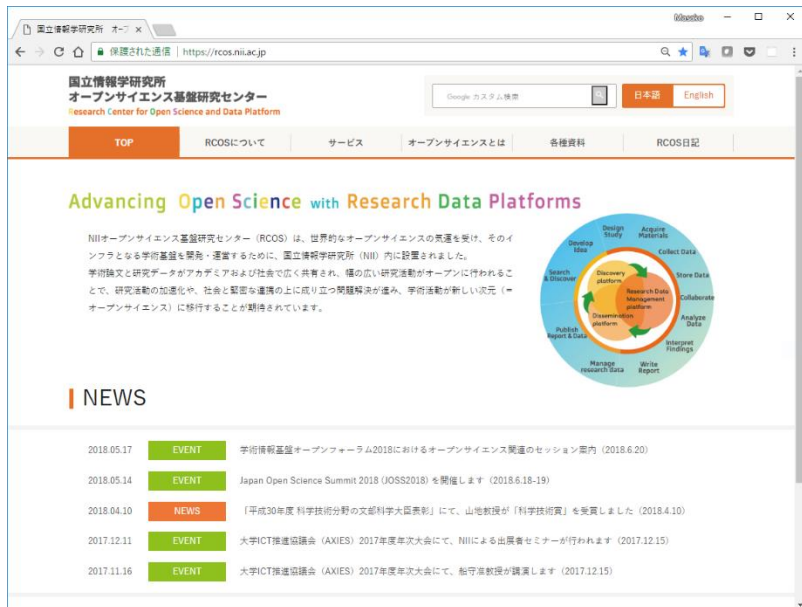 国立情報学研究所 オープ
Masako
保護された通信 | https://rcos.nii.ac.jp
国立情報学研究所
オープンサイエンス基盤研究センター
Research Center for Open Science and Data Platform
Google カスタム検索
日本語 English
TOP RCOSについて サービス オープンサイエンスとは 各種資料 RCOS日記
Advancing Open Science with Research Data Platforms
NIIオープンサイエンス基盤研究センター（RCOS）は、世界的なオープンサイエンスの気運を受け、そのイ
ンフラとなる学術基盤を開発・運営するために、国立情報学研究所（NII）内に設置されました。
学術論文と研究データがアカデミアおよび社会で広く共有され、幅の広い研究活動がオープンに行われるこ
とで、研究活動の加速化や、社会と緊密な連携の上に成り立つ問題解決が進み、学術活動が新しい次元（＝
オープンサイエンス）に移行することが期待されています。
Design
Study
Acquire
Materials
Collect Data
Store Data
Collaborate
Analyze
Data
Interpret
Findings
Write
Report
Manage
research data
Publish
Report & Data
Search
& Discover
Develop
Idea
Discovery
platform
Research Data
Management
platform
Dissemination
platform
NEWS
2018.05.17 EVENT 学術情報基盤オープンフォーラム2018におけるオープンサイエンス関連のセッション案内（2018.6.20）
2018.05.14 EVENT Japan Open Science Summit 2018 (JOSS2018) を開催します（2018.6.18-19）
2018.04.10 NEWS 「平成30年度 科学技術分野の文部科学大臣表彰」にて、山地教授が「科学技術賞」を受賞しました（2018.4.10）
2017.12.11 EVENT 大学ICT推進協議会（AXIES）2017年度年次大会にて、NIIによる出展者セミナーが行われます（2017.12.15）
2017.11.16 EVENT 大学ICT推進協議会（AXIES）2017年度年次大会にて、船守准教授が講演します（2017.12.15）